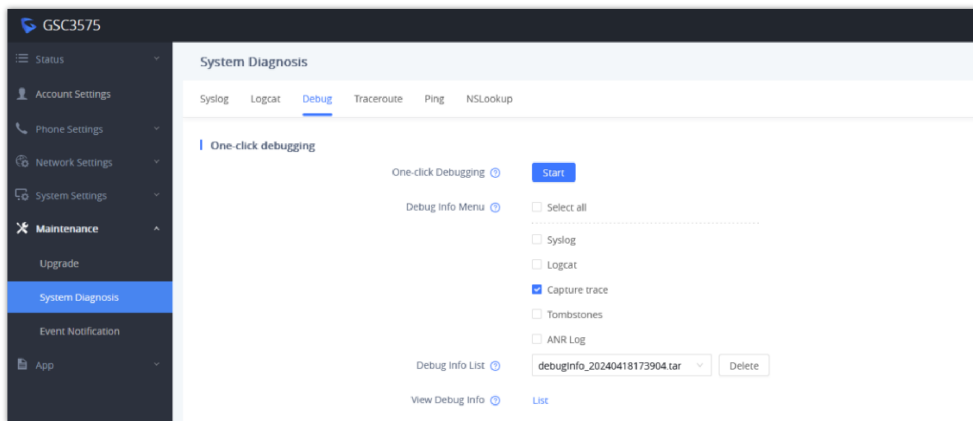 GSC3575
Status
Account Settings
Phone Settings
Network Settings
System Settings
Maintenance
Upgrade
System Diagnosis
Event Notification
App
System Diagnosis
Syslog Logcat Debug Traceroute Ping NSLookup
One-click debugging
One-click Debugging Start
Debug Info Menu Select all
Syslog
Logcat
Capture trace
Tombstones
ANR Log
Debug Info List debugInfo_20240418173904.tar Delete
View Debug Info List